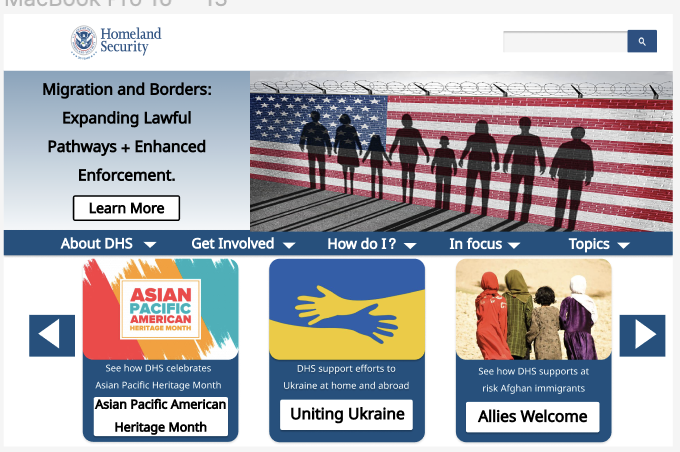 MacBook Pro 16" - 13
Homeland
Security
Migration and Borders:
Expanding Lawful
Pathways + Enhanced
Enforcement.
Learn More
About DHS
Get Involved
How do I?
In focus
Topics
ASIAN
PACIFIC
AMERICAN
HERITAGE MONTH
See how DHS celebrates
Asian Pacific Heritage Month
Asian Pacific American
Heritage Month
DHS support efforts to
Ukraine at home and abroad
Uniting Ukraine
See how DHS supports at
risk Afghan immigrants
Allies Welcome